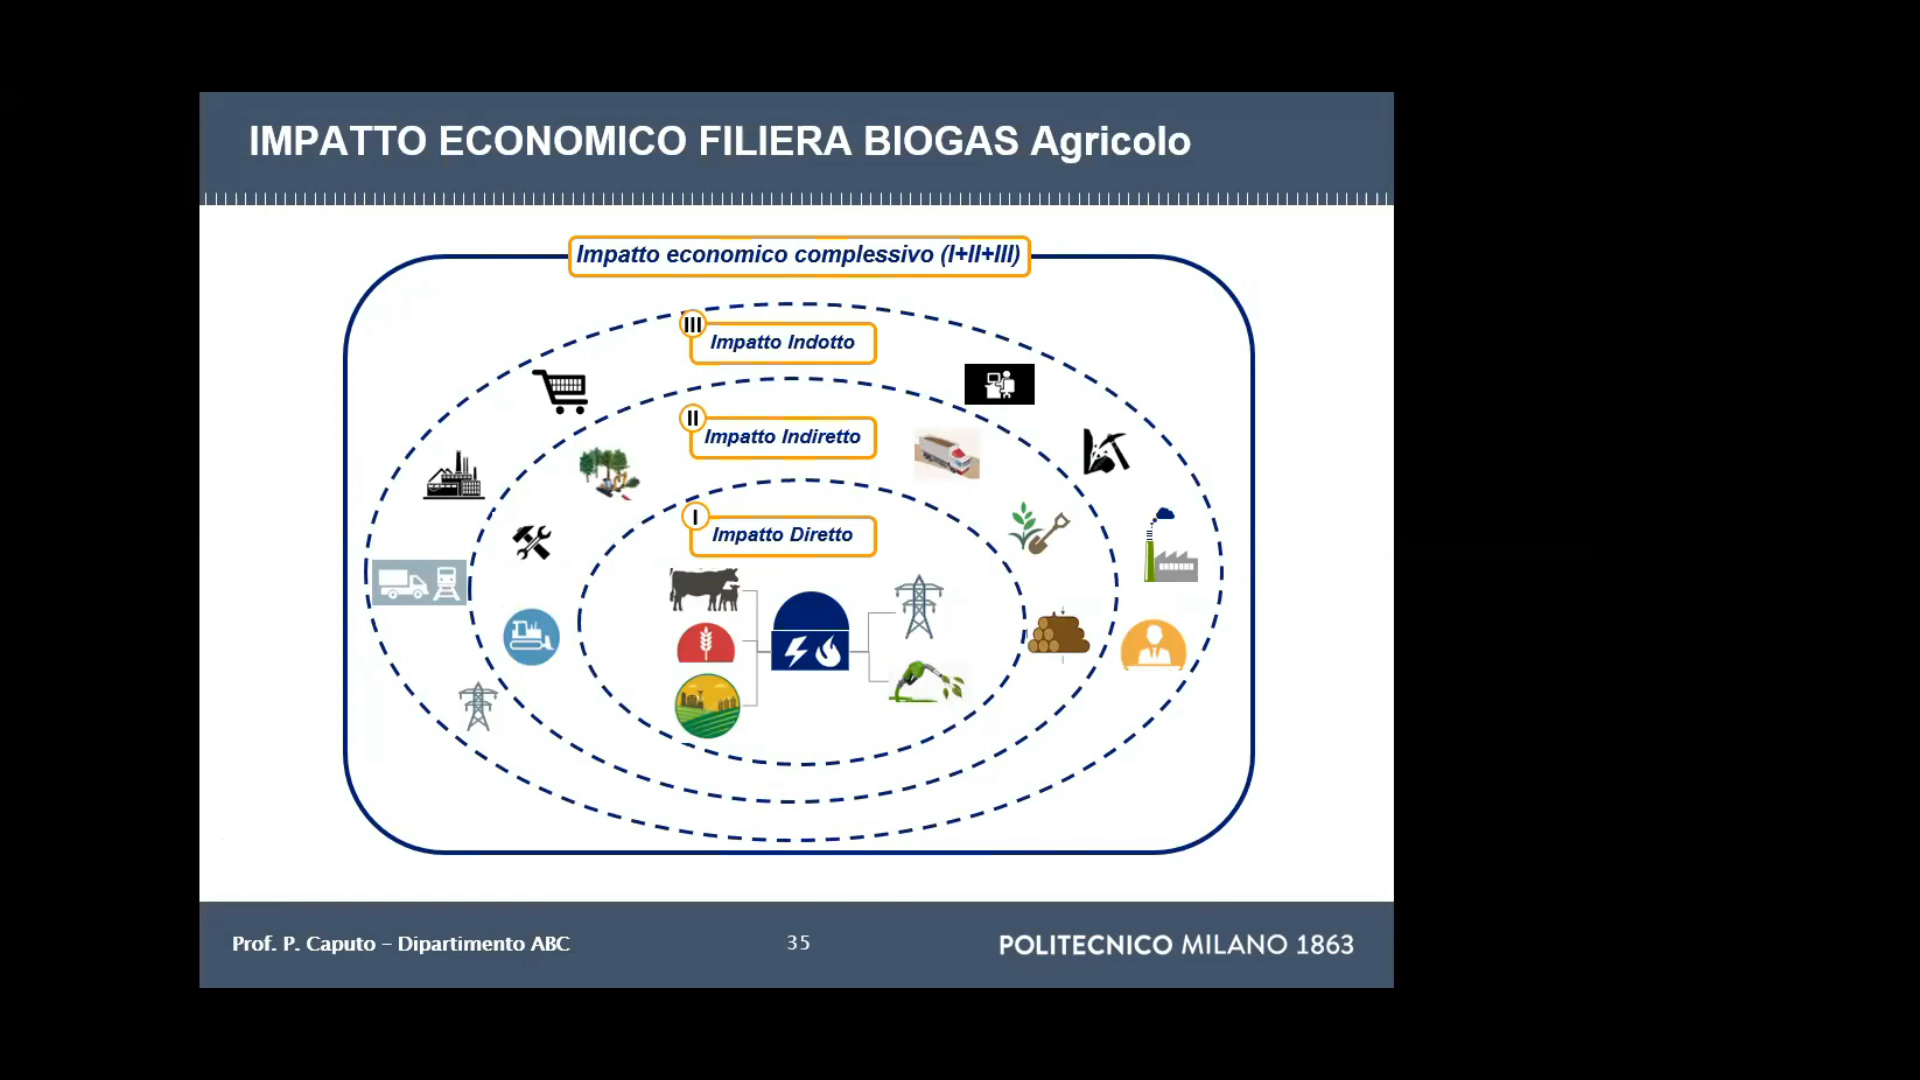 IMPATTO ECONOMICO FILIERA BIOGAS Agricolo
Impatto economico complessivo (I+II+III)
III
Impatto Indotto
II
Impatto Indiretto
I
Impatto Diretto
Prof. P. Caputo – Dipartimento ABC
35
POLITECNICO MILANO 1863